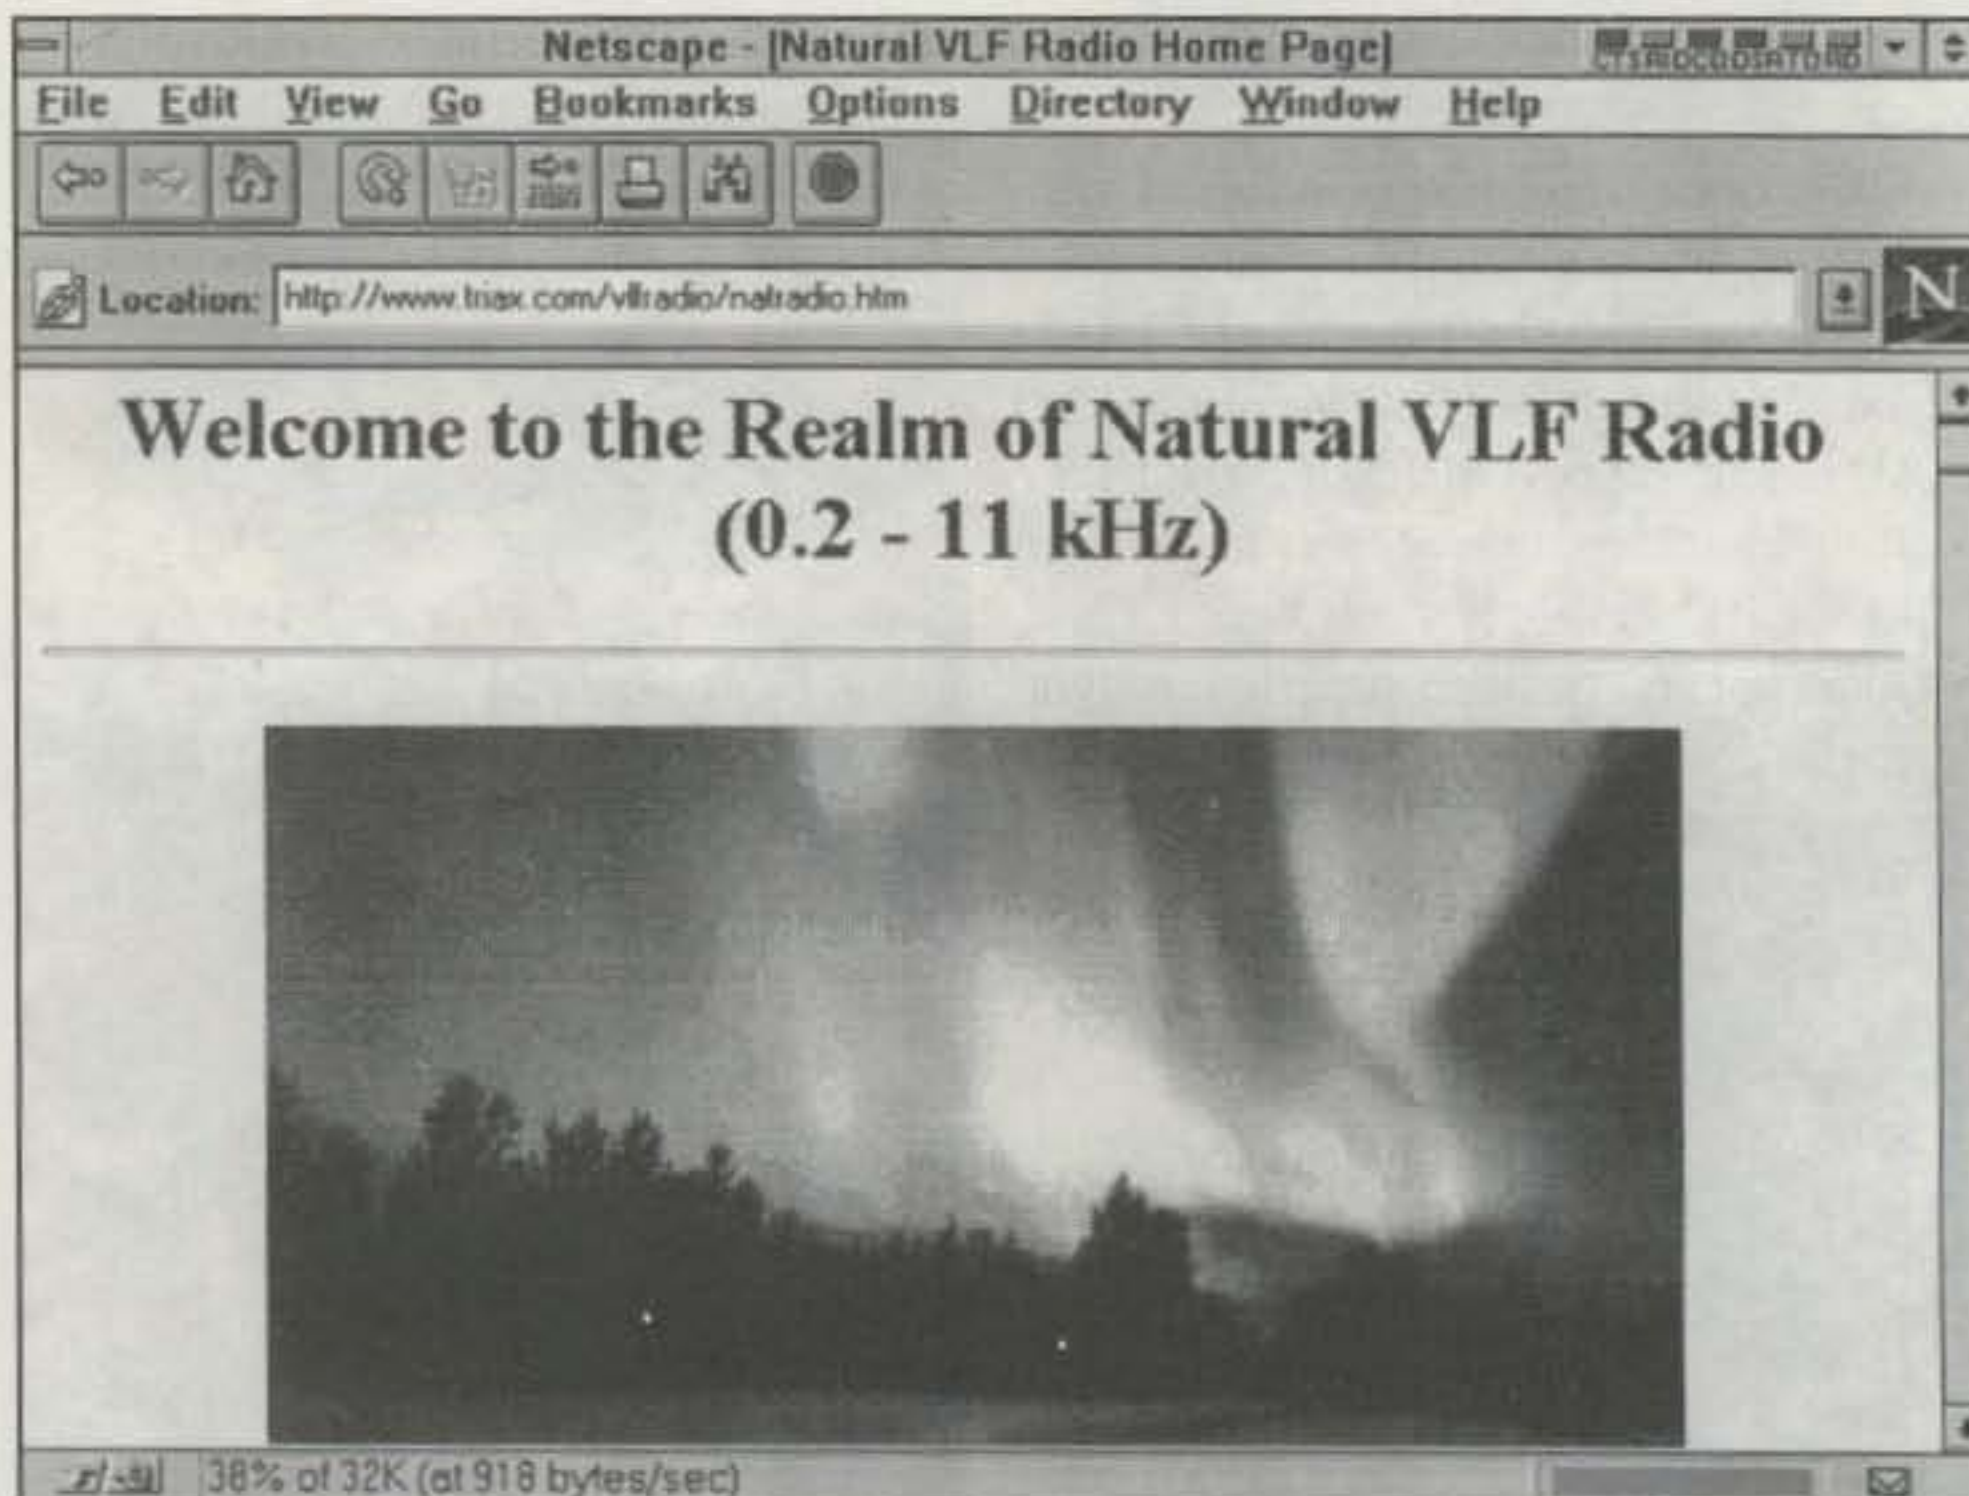 Netscape - [Natural VLF Radio Home Page]
File Edit View Go Bookmarks Options Directory Window Help
Location: http://www.triax.com/vlfradio/natradio.htm
N
Welcome to the Realm of Natural VLF Radio
(0.2 - 11 kHz)
38% of 32K (at 918 bytes/sec)